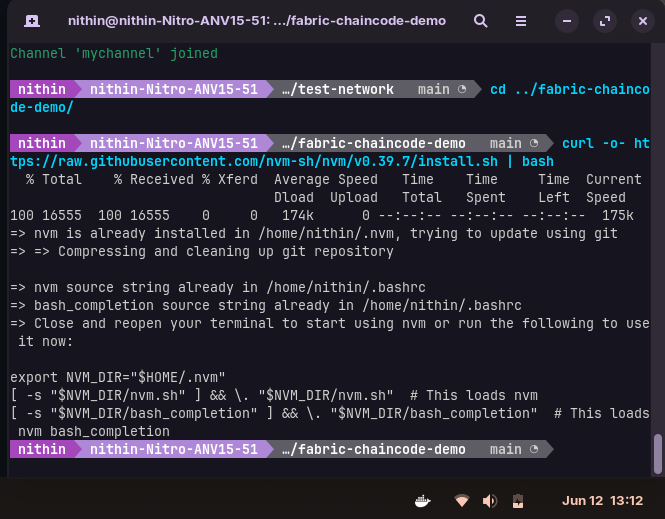 nithin@nithin-Nitro-ANV15-51: .../fabric-chaincode-demo
Channel 'mychannel' joined
nithin nithin-Nitro-ANV15-51 …/test-network main cd ../fabric-chainco
de-demo/
nithin nithin-Nitro-ANV15-51 …/fabric-chaincode-demo main curl -o- ht
tps://raw.githubusercontent.com/nvm-sh/nvm/v0.39.7/install.sh | bash
% Total % Received % Xferd Average Speed Time Time Time Current
Dload Upload Total Spent Left Speed
100 16555 100 16555 0 0 174k 0 --:--:-- --:--:-- --:--:-- 175k
=> nvm is already installed in /home/nithin/.nvm, trying to update using git
=> => Compressing and cleaning up git repository
=> nvm source string already in /home/nithin/.bashrc
=> bash_completion source string already in /home/nithin/.bashrc
=> Close and reopen your terminal to start using nvm or run the following to use
it now:
export NVM_DIR="$HOME/.nvm"
[ -s "$NVM_DIR/nvm.sh" ] && \. "$NVM_DIR/nvm.sh" # This loads nvm
[ -s "$NVM_DIR/bash_completion" ] && \. "$NVM_DIR/bash_completion" # This loads
nvm bash_completion
nithin nithin-Nitro-ANV15-51 …/fabric-chaincode-demo main
Jun 12 13:12